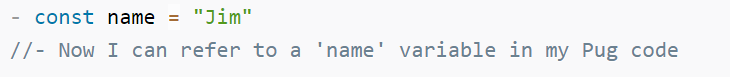 - const name = "Jim"
//- Now I can refer to a 'name' variable in my Pug code